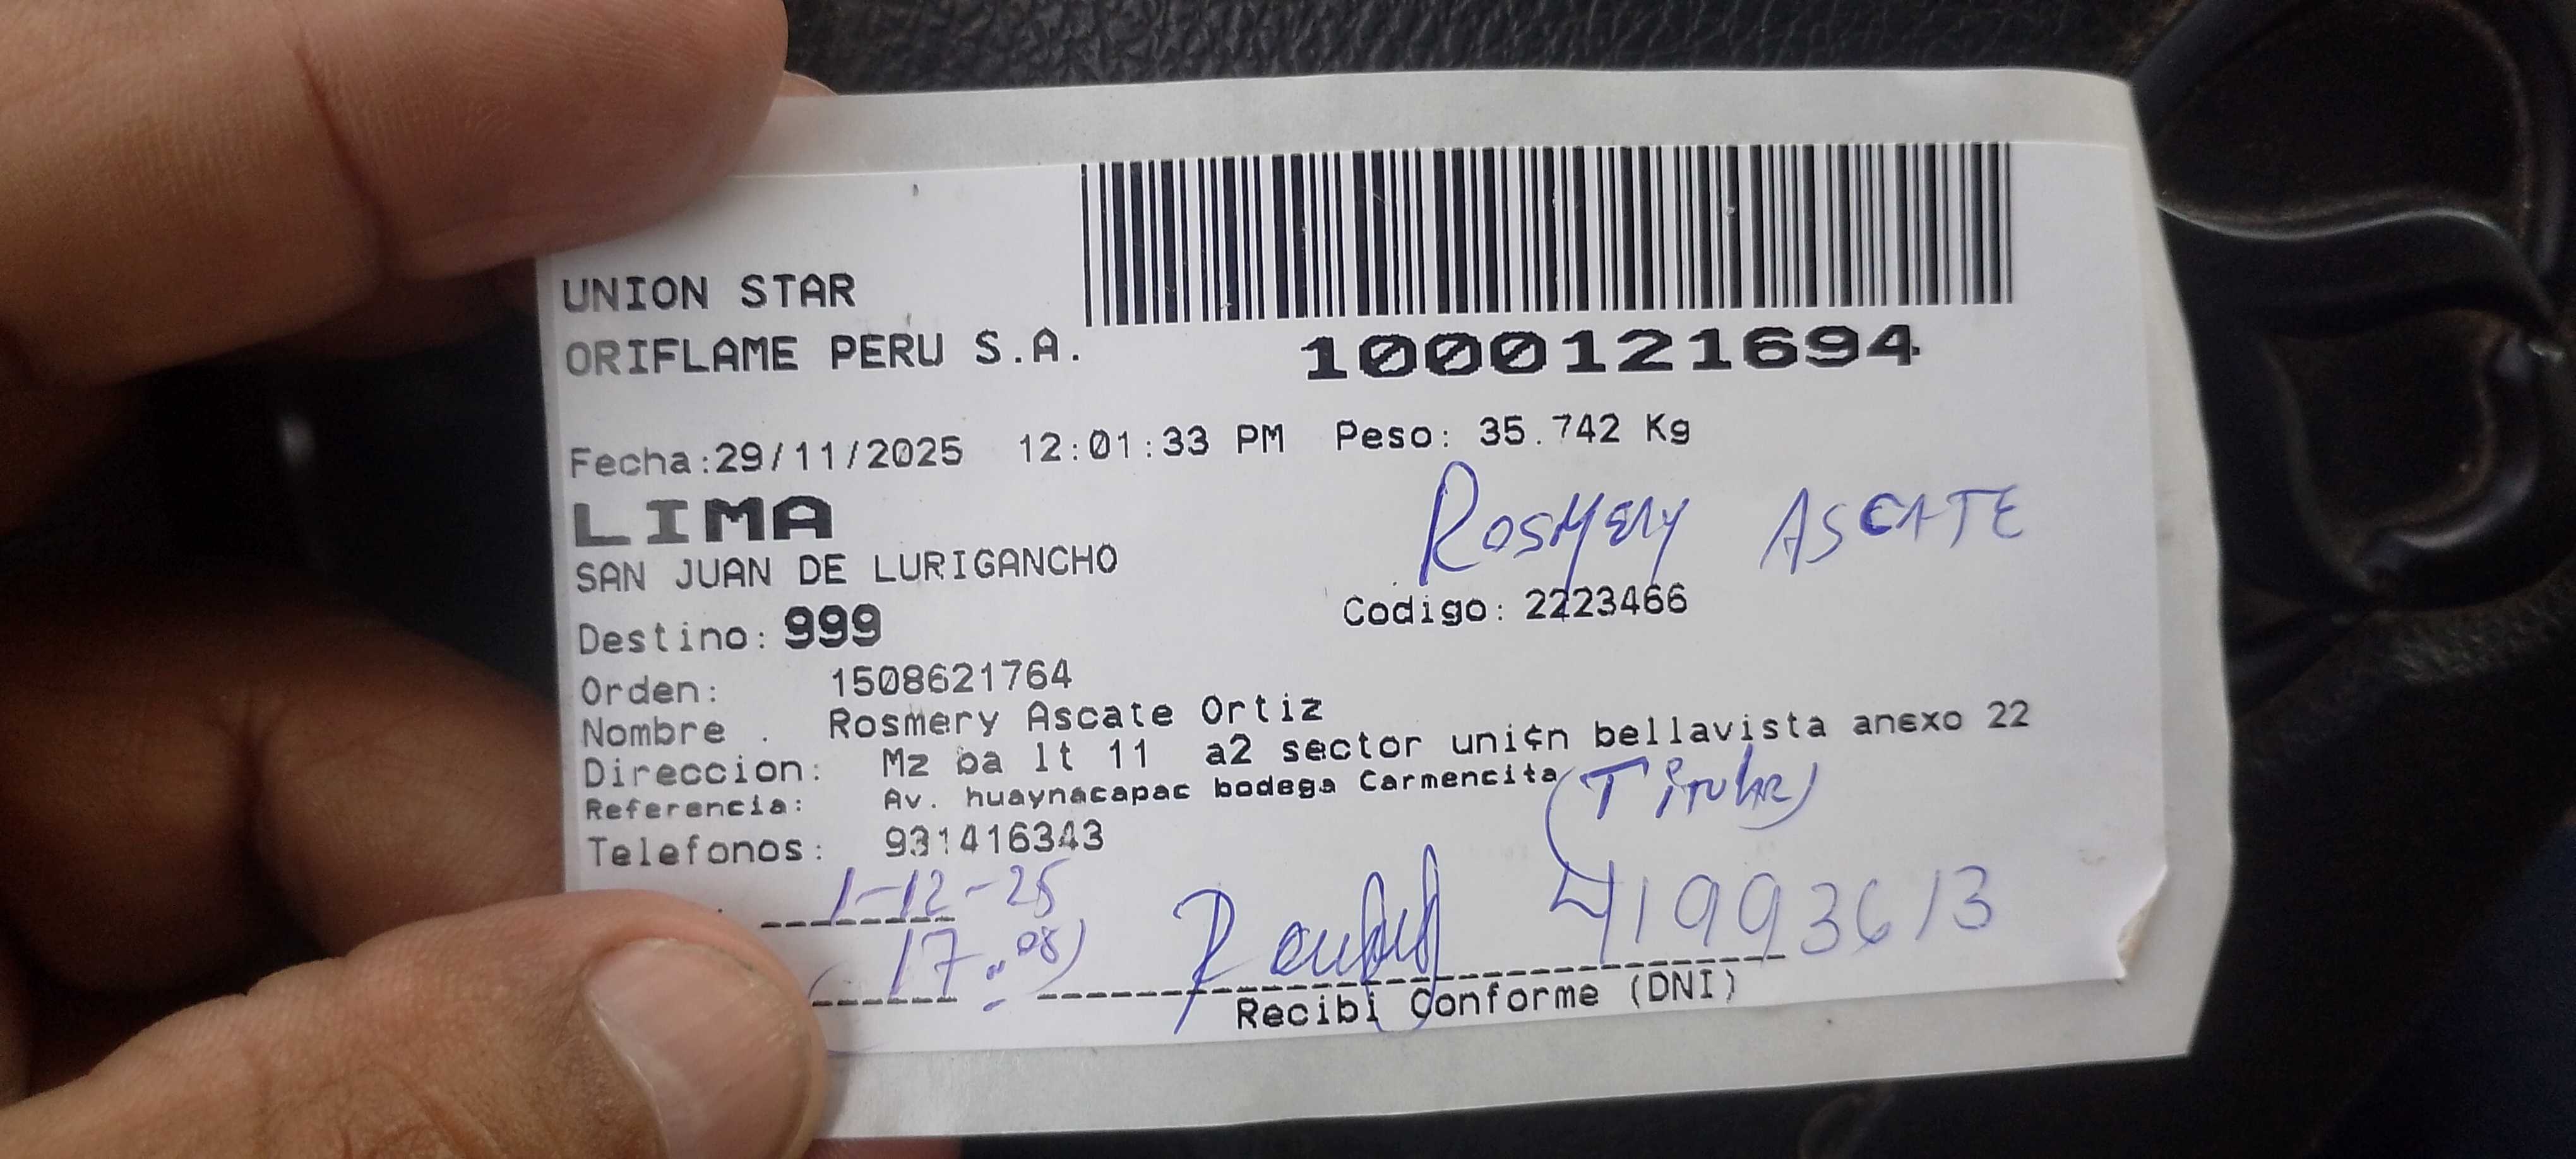 UNION STAR
ORIFLAME PERU S.A.
1000121694
Fecha:29/11/2025 12:01:33 PM Peso: 35.742 Kg
LIMA
ROSMERY ASCATE
SAN JUAN DE LURIGANCHO
Codigo: 2223466
Destino: 999
Orden: 1508621764
Nombre . Rosmery Ascate Ortiz
Direccion: Mz ba lt 11 a2 sector uni¢n bellavista anexo 22
Referencia: Av. huaynacapac bodega Carmencita
(Titular)
Telefonos: 931416343
1-12-25
41993613
17:08)
Recibi Conforme (DNI)